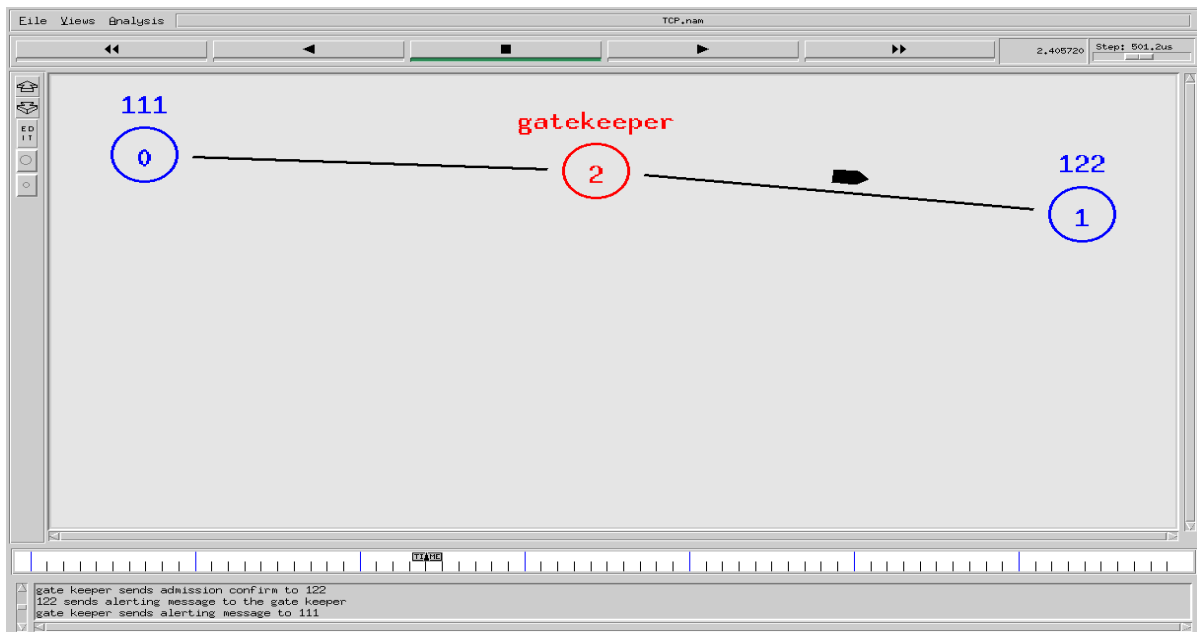 Eile Views Analysis TCP.nam
2.405720 Step: 501.2us
ED
IT
111
0
gatekeeper
2
122
1
TIME
gate keeper sends admission confirm to 122
122 sends alerting message to the gate keeper
gate keeper sends alerting message to 111